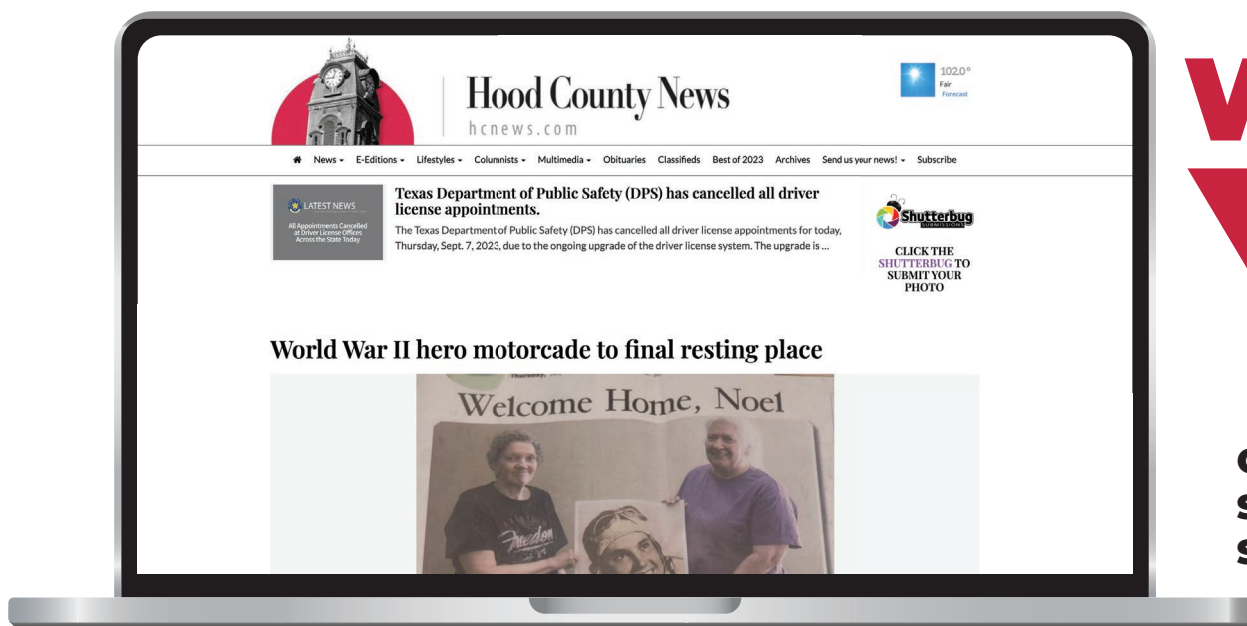 Hood County News
hcnews.com
102.0°
Fair
Forecast
News E-Editions Lifestyles Columnists Multimedia Obituaries Classifieds Best of 2023 Archives Send us your news! Subscribe
LATEST NEWS
All Appointments Cancelled
at Driver License Offices
Across the State Today
Texas Department of Public Safety (DPS) has cancelled all driver
license appointments.
The Texas Department of Public Safety (DPS) has cancelled all driver license appointments for today,
Thursday, Sept. 7, 2023, due to the ongoing upgrade of the driver license system. The upgrade is ...
Shutterbug
SUBMISSIONS
CLICK THE
SHUTTERBUG TO
SUBMIT YOUR
PHOTO
World War II hero motorcade to final resting place
Welcome Home, Noel
Freedom